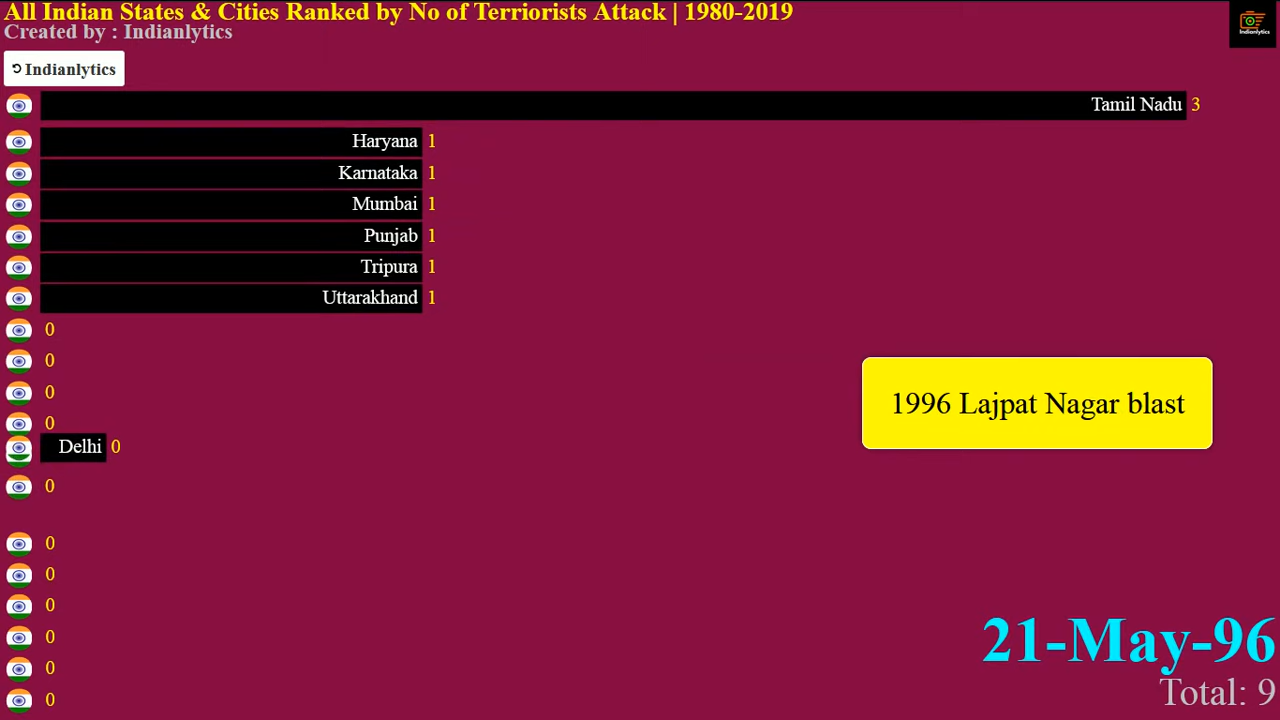 All Indian States & Cities Ranked by No of Terriorists Attack | 1980-2019
Created by : Indianlytics
Indianlytics
Indianlytics
Tamil Nadu 3
Haryana 1
Karnataka 1
Mumbai 1
Punjab 1
Tripura 1
Uttarakhand 1
0
0
0
1996 Lajpat Nagar blast
0
Delhi 0
0
0
0
0
0
0
0
21-May-96
Total: 9